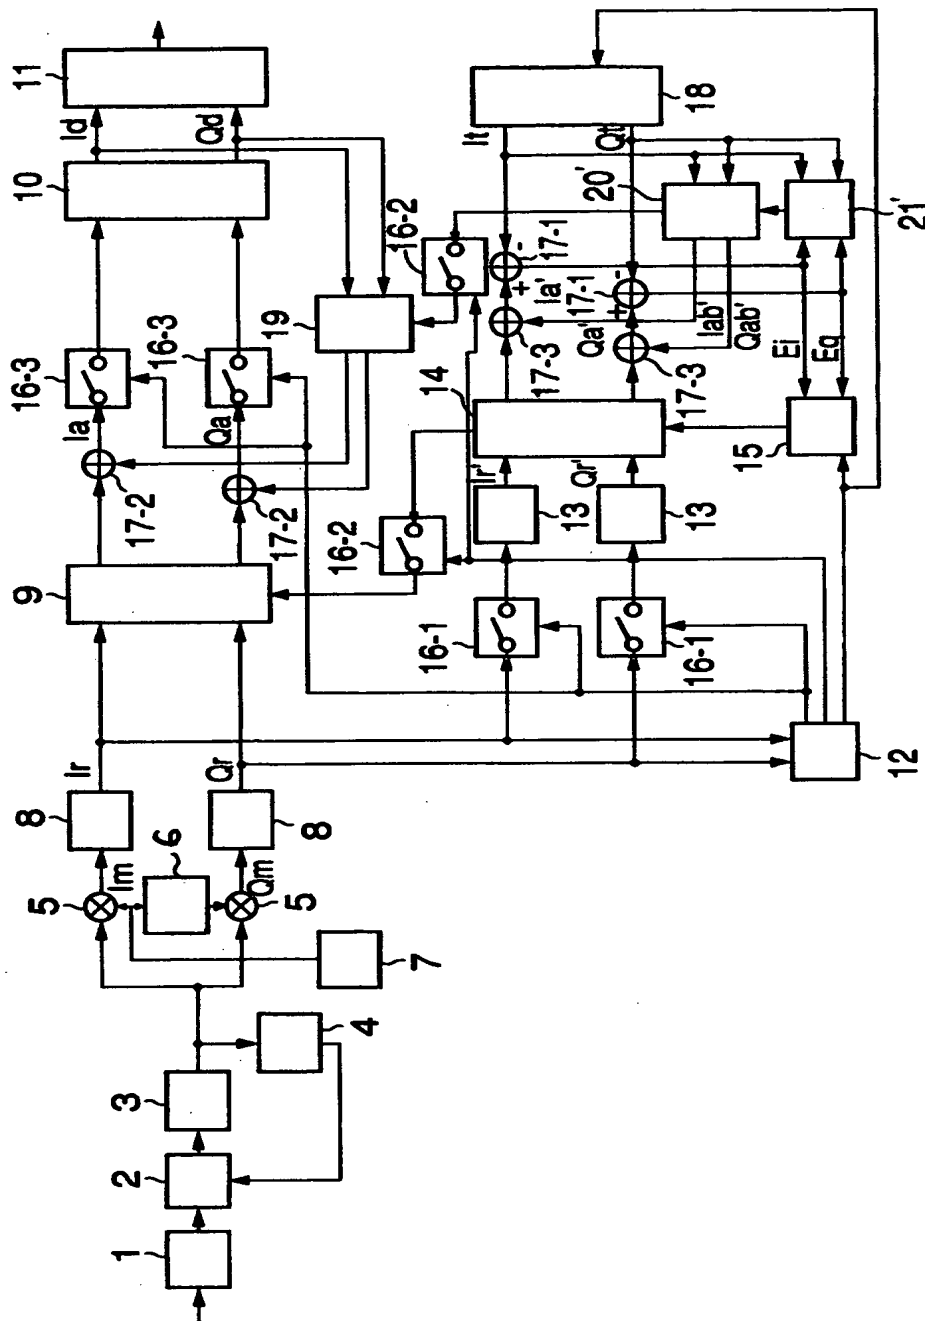 9
16-3
10
11
5
8
Ir
Ia
Id
1
2
3
Im
17-2
6
16-3
Qr
Qa
Qd
Qm
17-2
19
5
8
4
16-2
16-2
7
16-1
14
Ir'
It
+
-
17-3
Ia'
17-1
13
Qr'
Qa'
17-1
Qt
+
-
20'
16-1
13
17-3
Iab'
Qab'
18
15
Ei
Eq
12
21'